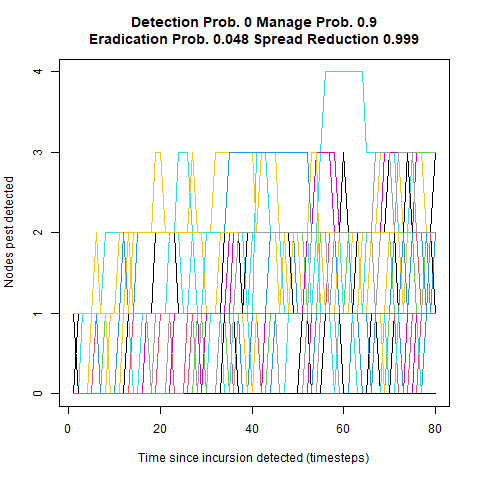 Detection Prob. 0 Manage Prob. 0.9
Eradication Prob. 0.048 Spread Reduction 0.999
4
3
2
1
0
Nodes pest detected
0 20 40 60 80
Time since incursion detected (timesteps)